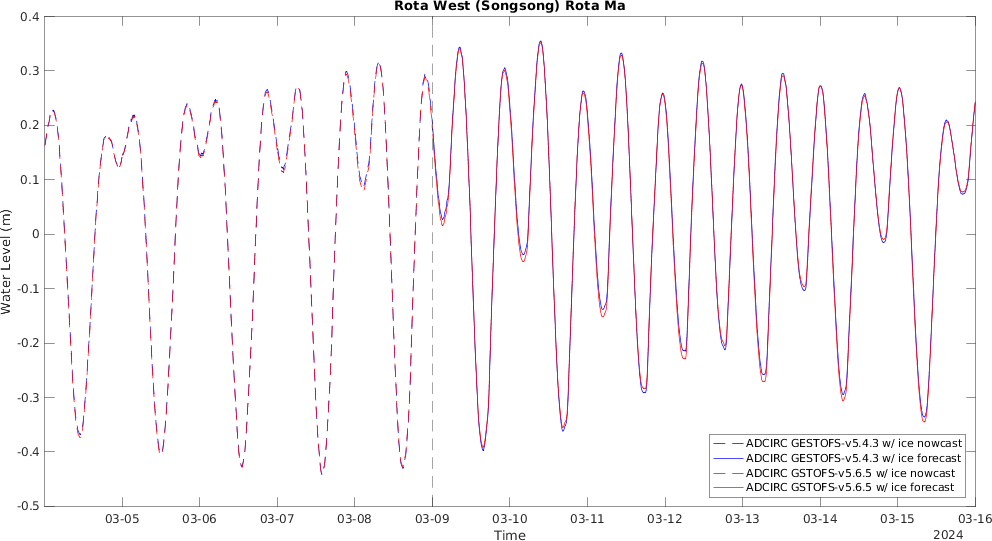 Rota West (Songsong) Rota Ma
0.4
0.3
0.2
0.1
0
-0.1
-0.2
-0.3
-0.4
-0.5
Water Level (m)
ADCIRC GESTOFS-v5.4.3 w/ ice nowcast
ADCIRC GESTOFS-v5.4.3 w/ ice forecast
ADCIRC GSTOFS-v5.6.5 w/ ice nowcast
ADCIRC GSTOFS-v5.6.5 w/ ice forecast
03-05 03-06 03-07 03-08 03-09 03-10 03-11 03-12 03-13 03-14 03-15 03-16
Time
2024